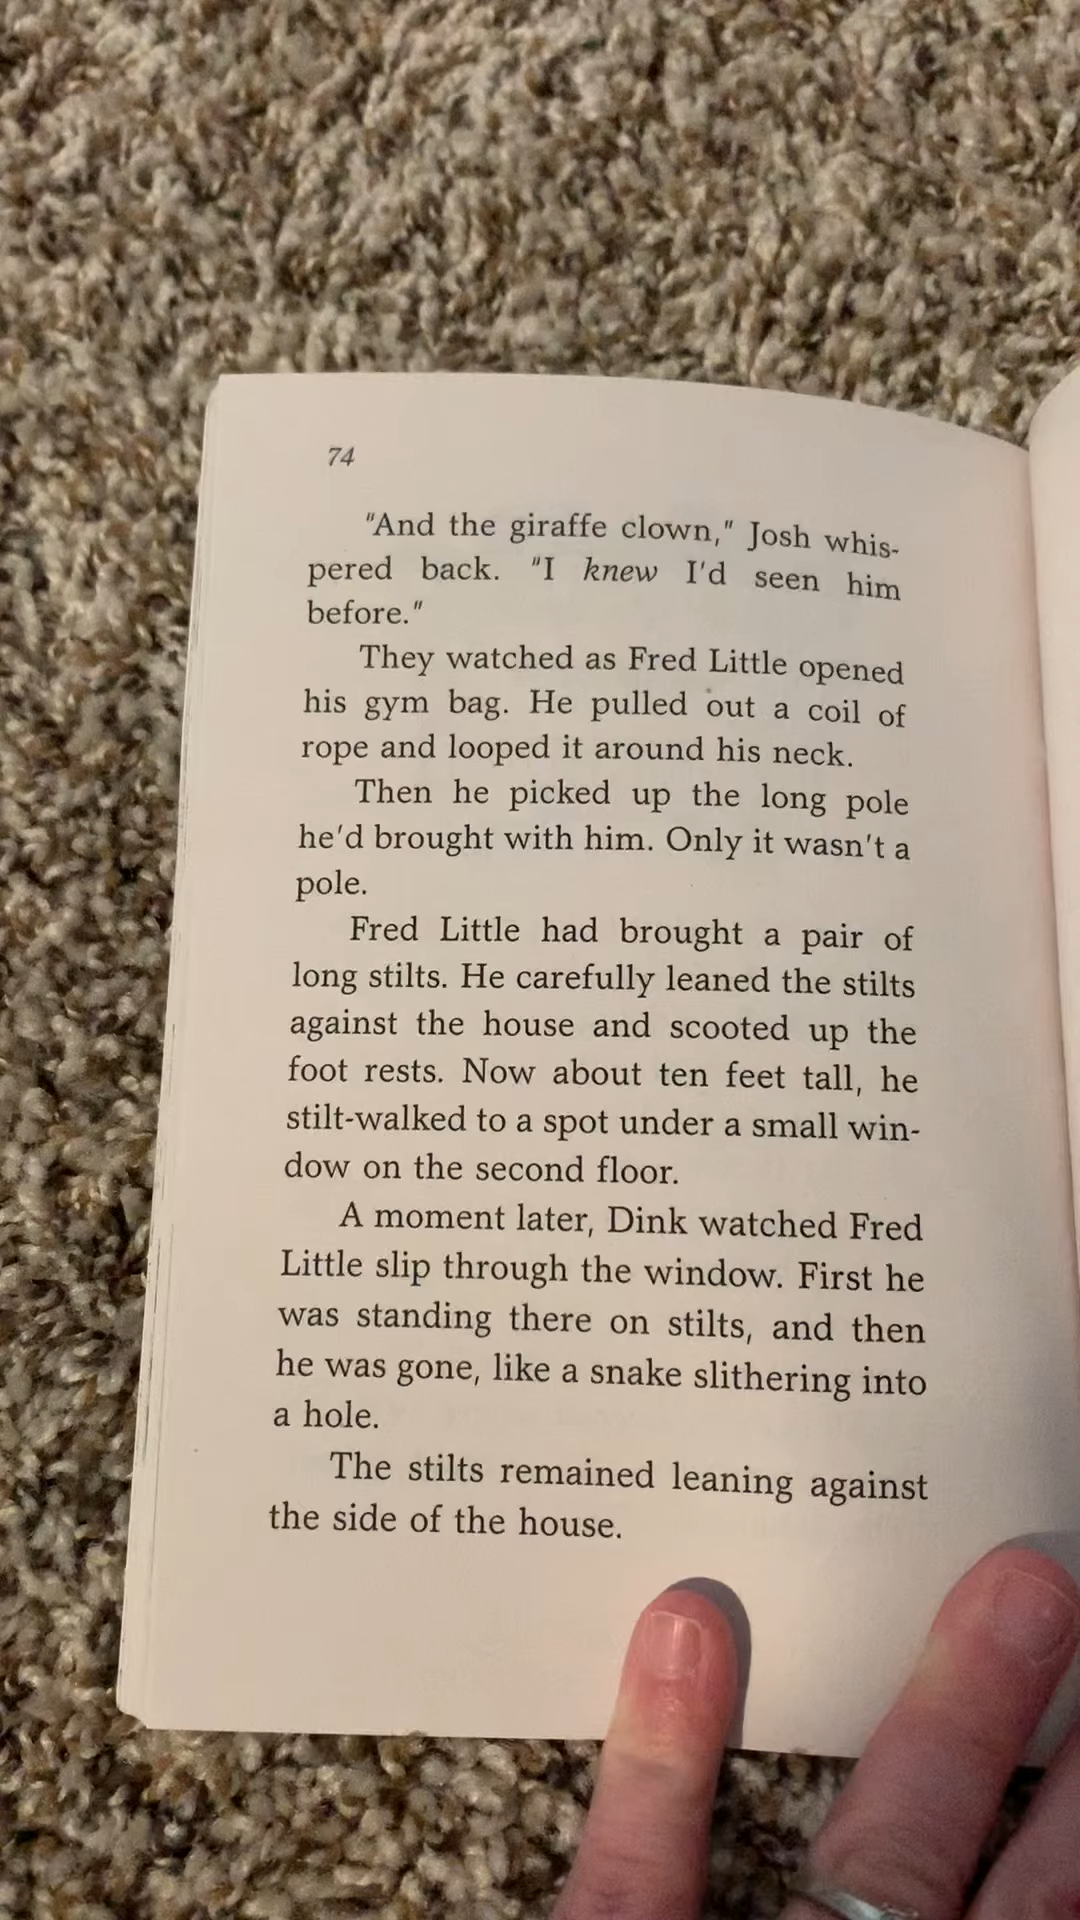 74
"And the giraffe clown," Josh whis-
pered back. "I knew I'd seen him
before."
They watched as Fred Little opened
his gym bag. He pulled out a coil of
rope and looped it around his neck.
Then he picked up the long pole
he'd brought with him. Only it wasn't a
pole.
Fred Little had brought a pair of
long stilts. He carefully leaned the stilts
against the house and scooted up the
foot rests. Now about ten feet tall, he
stilt-walked to a spot under a small win-
dow on the second floor.
A moment later, Dink watched Fred
Little slip through the window. First he
was standing there on stilts, and then
he was gone, like a snake slithering into
a hole.
The stilts remained leaning against
the side of the house.